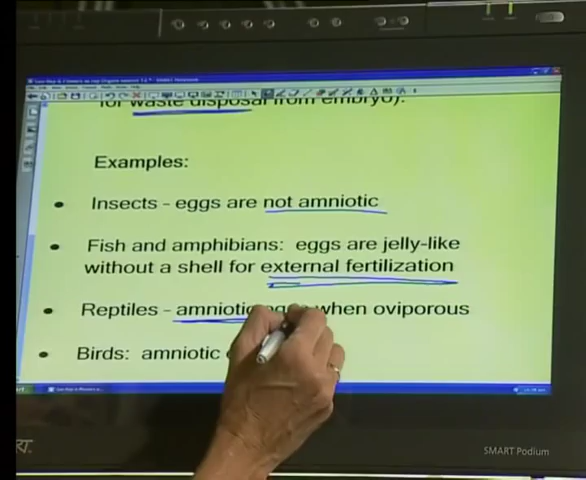 for waste disposal from embryo).
Examples:
Insects - eggs are not amniotic
Fish and amphibians: eggs are jelly-like
without a shell for external fertilization
Reptiles - amniotic when oviporous
Birds: amniotic
SMART Podium